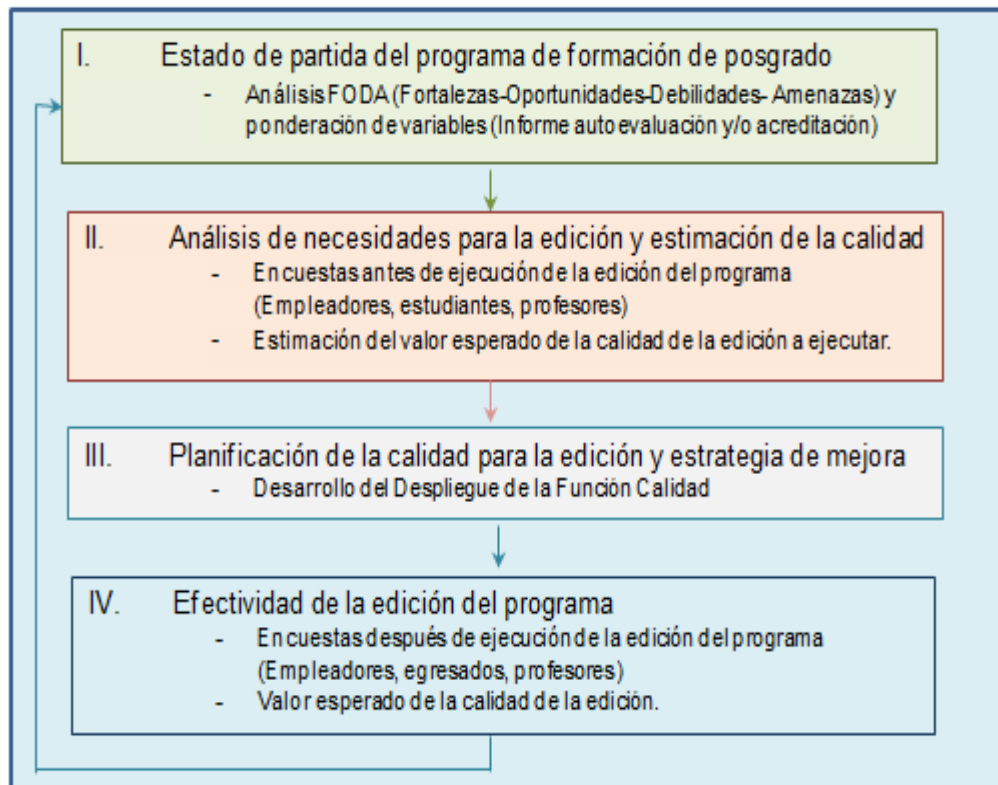 I. Estado de partida del programa de formación de posgrado
- Análisis FODA (Fortalezas-Oportunidades-Debilidades- Amenazas) y
ponderación de variables (Informe auto evaluación y/o acreditación)
II. Análisis de necesidades para la edición y estimación de la calidad
- Encuestas antes de ejecución de la edición del programa
(Empleadores, estudiantes, profesores)
- Estimación del valor esperado de la calidad de la edición a ejecutar.
III. Planificación de la calidad para la edición y estrategia de mejora
- Desarrollo del Despliegue de la Función Calidad
IV. Efectividad de la edición del programa
- Encuestas después de ejecución de la edición del programa
(Empleadores, egresados, profesores)
- Valor esperado de la calidad de la edición.